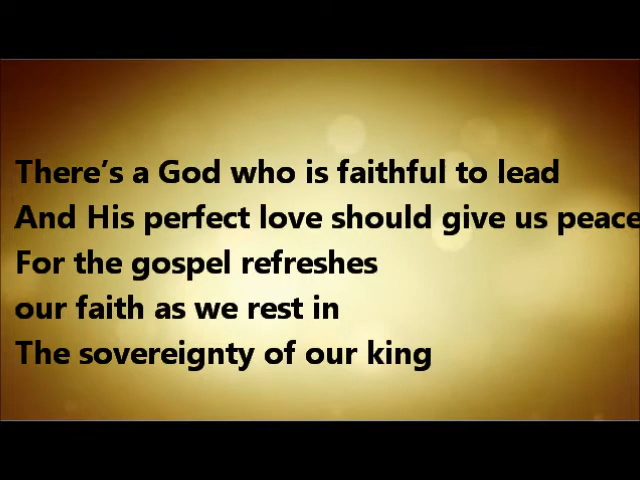 There's a God who is faithful to lead
And His perfect love should give us peace
For the gospel refreshes
our faith as we rest in
The sovereignty of our king